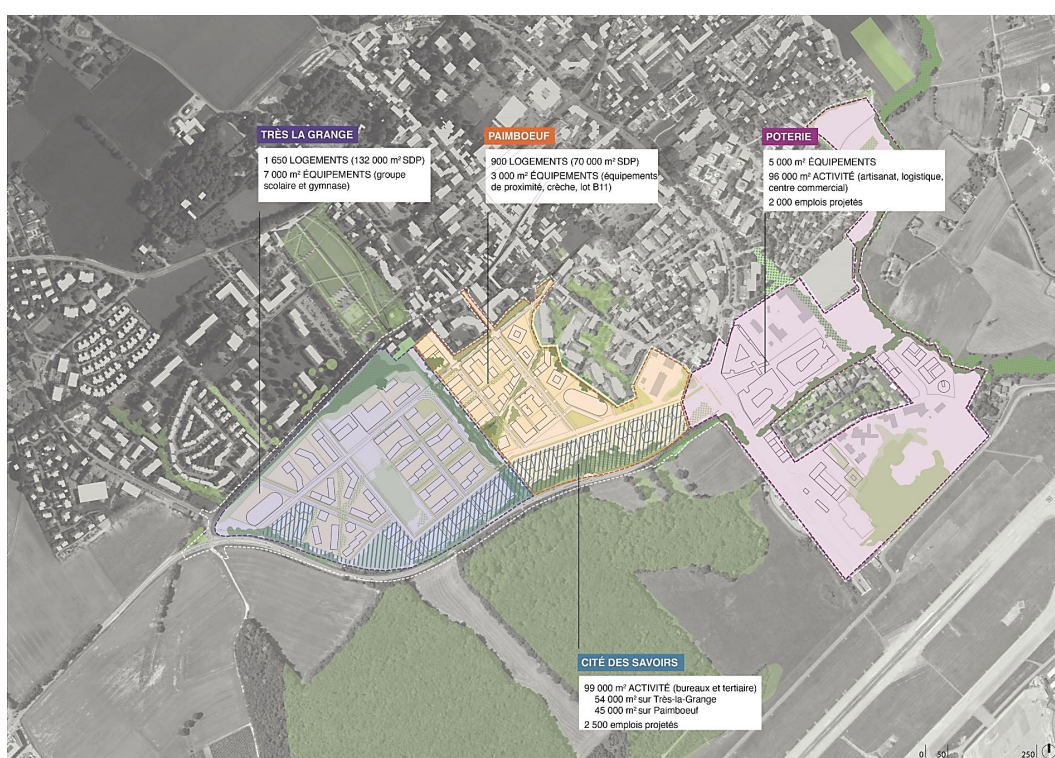 TRÈS LA GRANGE
1 650 LOGEMENTS (132 000 m² SDP)
7 000 m² ÉQUIPEMENTS (groupe
scolaire et gymnase)
PAIMBOEUF
900 LOGEMENTS (70 000 m² SDP)
3 000 m² ÉQUIPEMENTS (équipements
de proximité, crèche, lot B11)
POTERIE
5 000 m² ÉQUIPEMENTS
96 000 m² ACTIVITÉ (artisanat, logistique,
centre commercial)
2 000 emplois projetés
CITÉ DES SAVOIRS
99 000 m² ACTIVITÉ (bureaux et tertiaire)
54 000 m² sur Très-la-Grange
45 000 m² sur Paimboeuf
2 500 emplois projetés
0 50 250